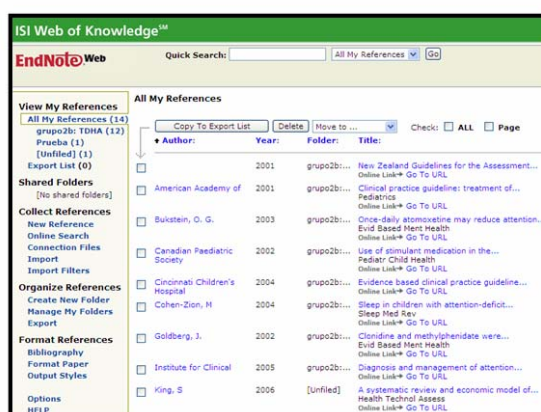 ISI Web of Knowledge℠
EndNote® Web
Quick Search: All My References Go
View My References
All My References (14)
grupo2b: TDHA (12)
Prueba (1)
[Unfiled] (1)
Export List (0)
Shared Folders
[No shared folders]
Collect References
New Reference
Online Search
Connection Files
Import
Import Filters
Organize References
Create New Folder
Manage My Folders
Export
Format References
Bibliography
Format Paper
Output Styles
Options
HELP
All My References
Copy To Export List Delete Move to ... Check: ALL Page
Author: Year: Folder: Title:
2001 grupo2b:... New Zealand Guidelines for the Assessment...
Online Link→ Go To URL
American Academy of 2001 grupo2b:... Clinical practice guideline: treatment of...
Pediatrics
Online Link→ Go To URL
Bukstein, O. G. 2003 grupo2b:... Once-daily atomoxetine may reduce attention.
Evid Based Ment Health
Online Link→ Go To URL
Canadian Paediatric 2002 grupo2b:... Use of stimulant medication in the...
Society Pediatr Child Health
Online Link→ Go To URL
Cincinnati Children's 2004 grupo2b:... Evidence based clinical practice guideline...
Hospital Online Link→ Go To URL
Cohen-Zion, M 2004 grupo2b:... Sleep in children with attention-deficit...
Sleep Med Rev
Online Link→ Go To URL
Goldberg, J. 2002 grupo2b:... Clonidine and methylphenidate were...
Evid Based Ment Health
Online Link→ Go To URL
Institute for Clinical 2005 grupo2b:... Diagnosis and management of attention...
Online Link→ Go To URL
King, S 2006 [Unfiled] A systematic review and economic model of...
Health Technol Assess
Online Link→ Go To URL